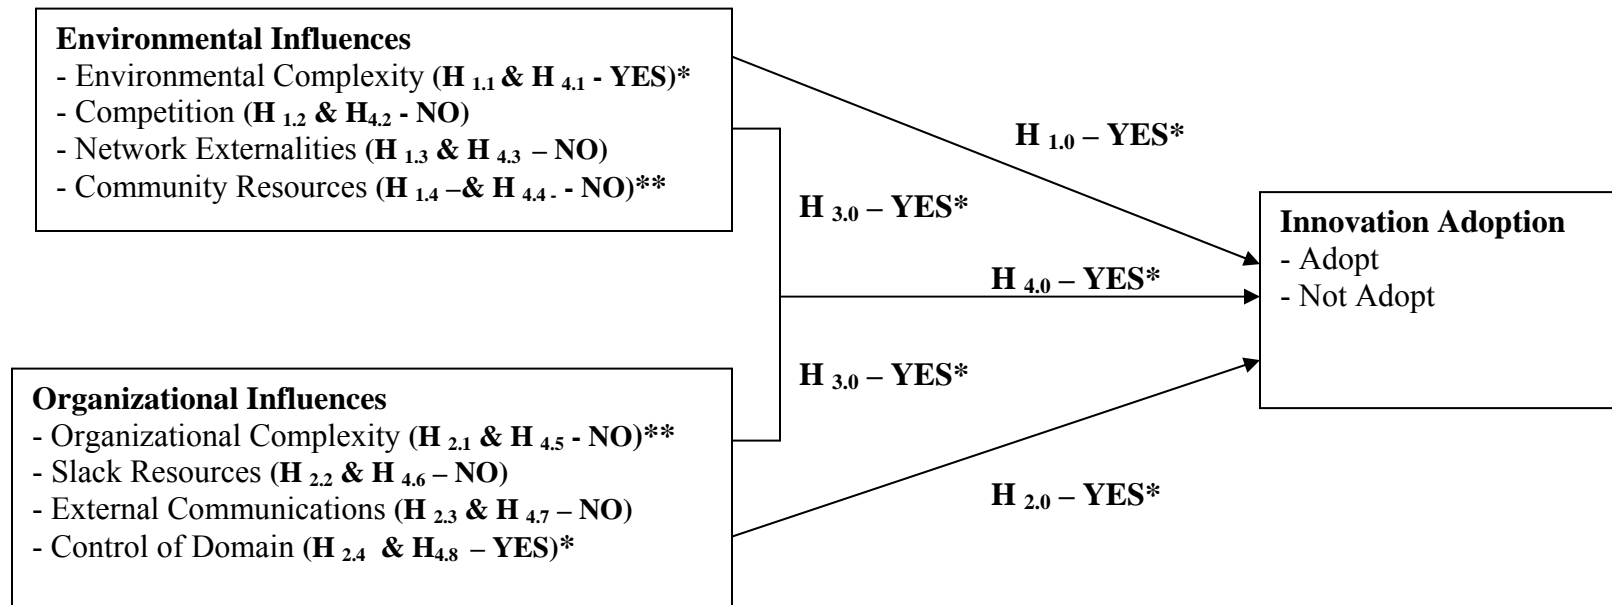 Environmental Influences
- Environmental Complexity (H 1.1 & H 4.1 - YES)*
- Competition (H 1.2 & H4.2 - NO)
- Network Externalities (H 1.3 & H 4.3 – NO)
- Community Resources (H 1.4 –& H 4.4 - - NO)**
H 1.0 – YES*
H 3.0 – YES*
Innovation Adoption
- Adopt
- Not Adopt
H 4.0 – YES*
H 3.0 – YES*
Organizational Influences
- Organizational Complexity (H 2.1 & H 4.5 - NO)**
- Slack Resources (H 2.2 & H 4.6 – NO)
- External Communications (H 2.3 & H 4.7 – NO)
- Control of Domain (H 2.4 & H4.8 – YES)*
H 2.0 – YES*